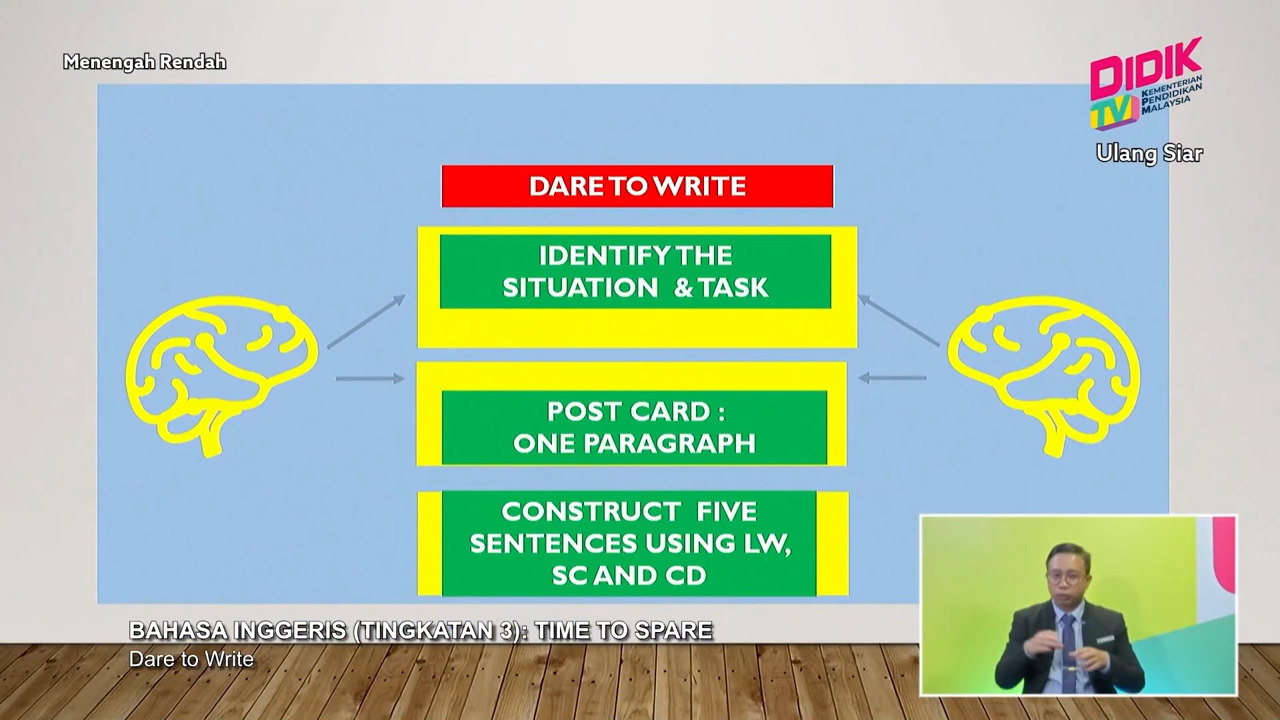 Menengah Rendah
DIDIK
TV
KEMENTERIAN
PENDIDIKAN
MALAYSIA
Ulang Siar
DARE TO WRITE
IDENTIFY THE
SITUATION & TASK
POST CARD :
ONE PARAGRAPH
CONSTRUCT FIVE
SENTENCES USING LW,
SC AND CD
BAHASA INGGERIS (TINGKATAN 3): TIME TO SPARE
Dare to Write